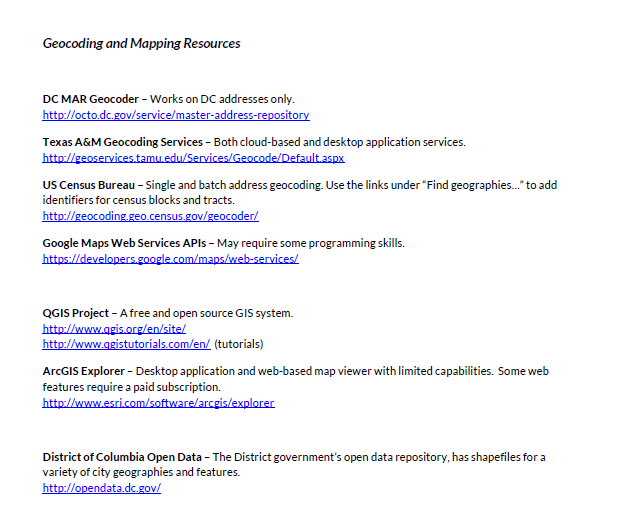 Geocoding and Mapping Resources
DC MAR Geocoder – Works on DC addresses only.
http://octo.dc.gov/service/master-address-repository
Texas A&M Geocoding Services – Both cloud-based and desktop application services.
http://geoservices.tamu.edu/Services/Geocode/Default.aspx
US Census Bureau – Single and batch address geocoding. Use the links under “Find geographies...” to add
identifiers for census blocks and tracts.
http://geocoding.geo.census.gov/geocoder/
Google Maps Web Services APIs – May require some programming skills.
https://developers.google.com/maps/web-services/
QGIS Project – A free and open source GIS system.
http://www.qgis.org/en/site/
http://www.qgistutorials.com/en/ (tutorials)
ArcGIS Explorer – Desktop application and web-based map viewer with limited capabilities. Some web
features require a paid subscription.
http://www.esri.com/software/arcgis/explorer
District of Columbia Open Data – The District government’s open data repository, has shapefiles for a
variety of city geographies and features.
http://opendata.dc.gov/